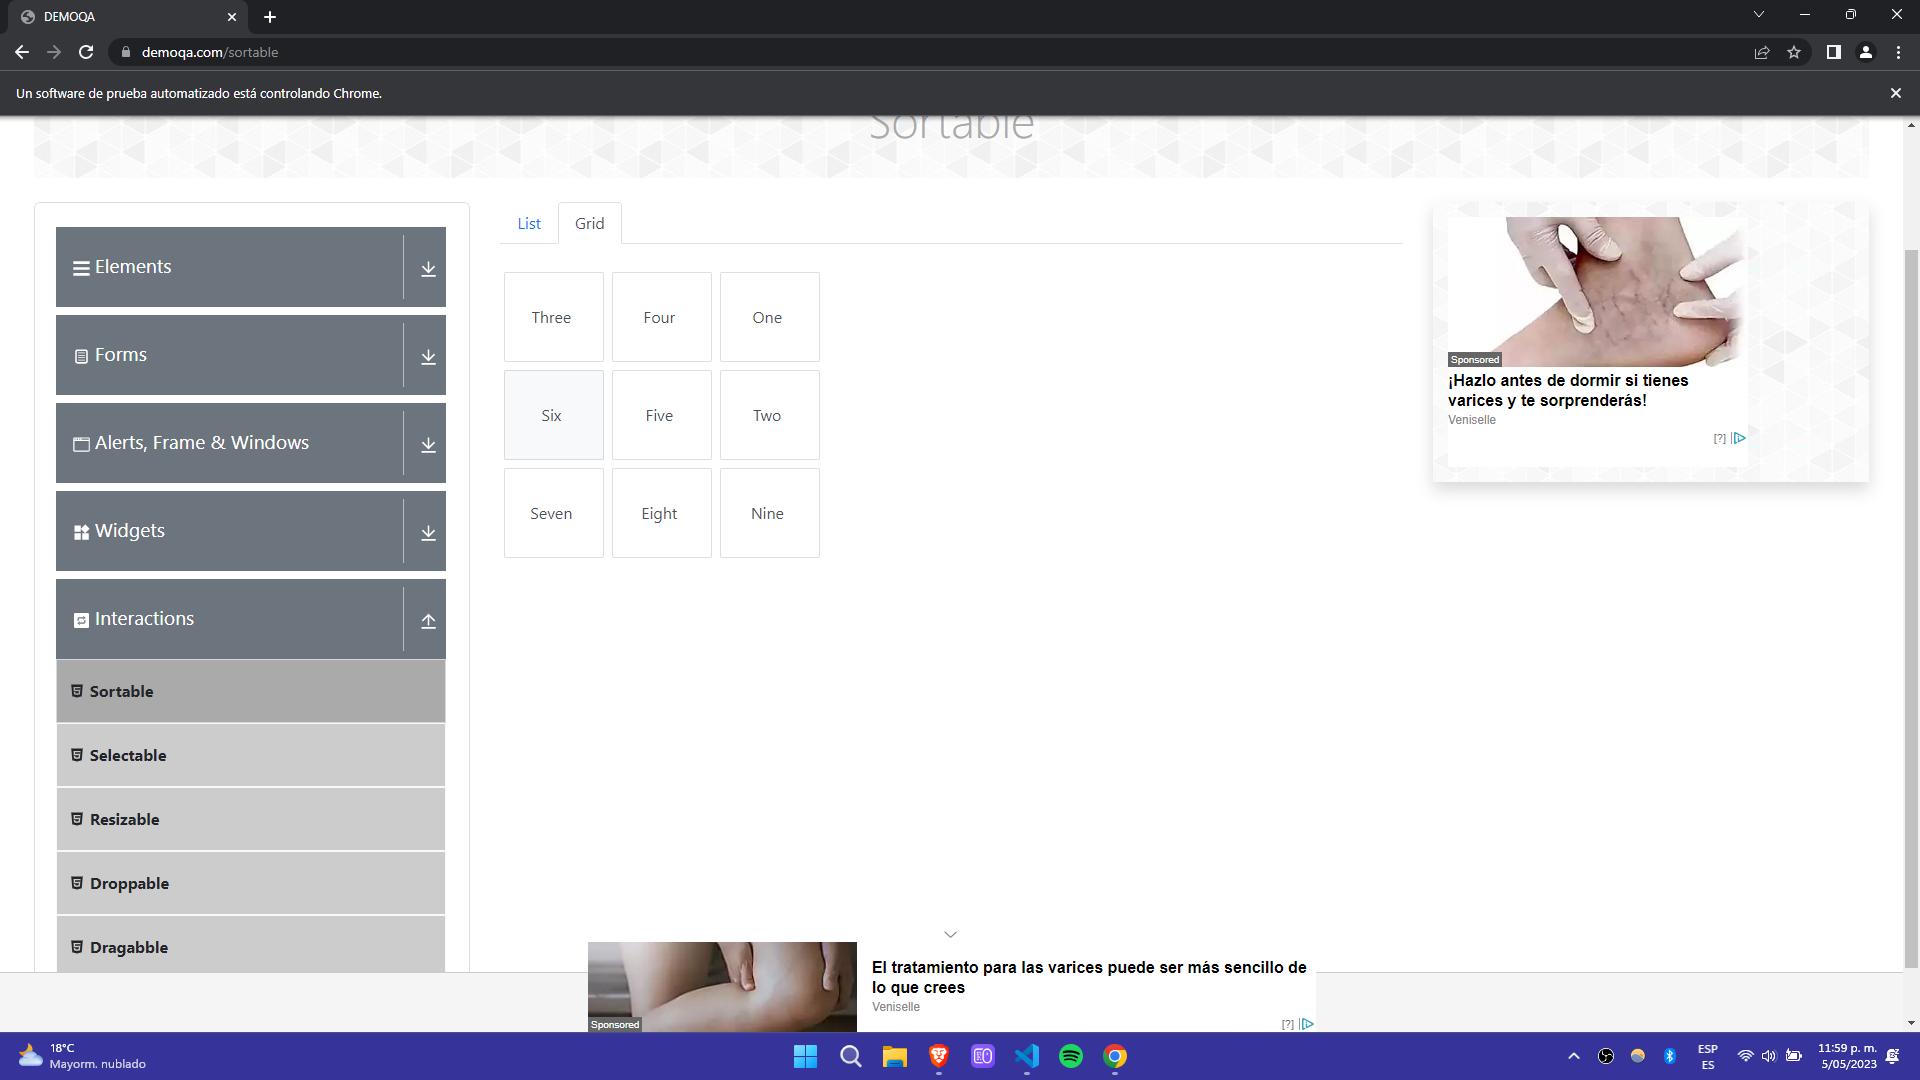 DEMOQA
demoqa.com/sortable
Un software de prueba automatizado está controlando Chrome.
Sortable
List
Grid
Elements
Forms
Alerts, Frame & Windows
Widgets
Interactions
Sortable
Selectable
Resizable
Droppable
Dragabble
Three Four One
Six Five Two
Seven Eight Nine
Sponsored
¡Hazlo antes de dormir si tienes
varices y te sorprenderás!
Veniselle
[?]
El tratamiento para las varices puede ser más sencillo de
lo que crees
Veniselle
Sponsored
[?]
18°C
Mayorm. nublado
ESP
ES
11:59 p. m.
5/05/2023